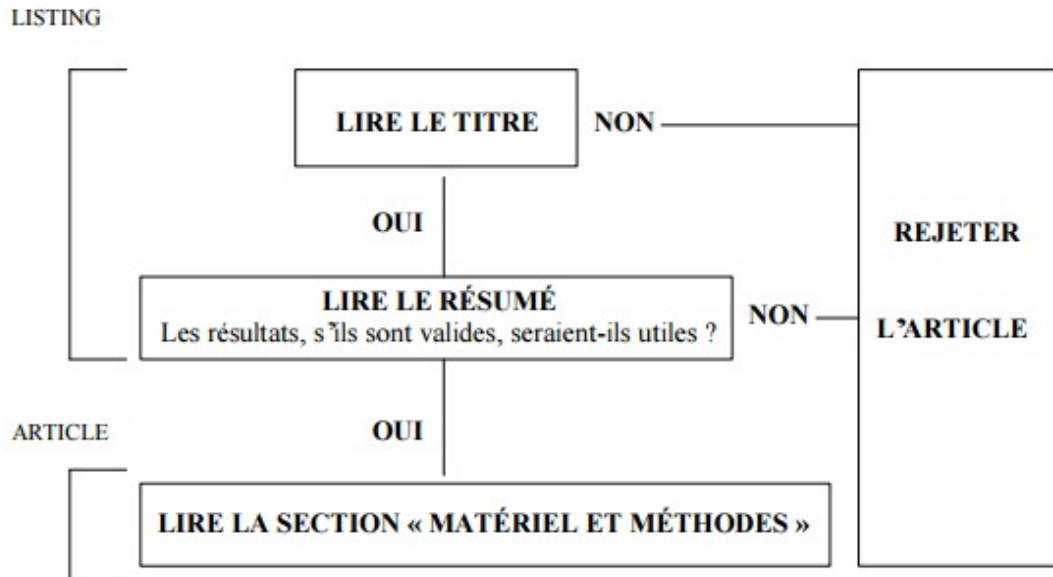 LISTING
LIRE LE TITRE
NON
OUI
REJETER
LIRE LE RÉSUMÉ
Les résultats, s’ils sont valides, seraient-ils utiles ?
NON
L’ARTICLE
ARTICLE
OUI
LIRE LA SECTION « MATÉRIEL ET MÉTHODES »